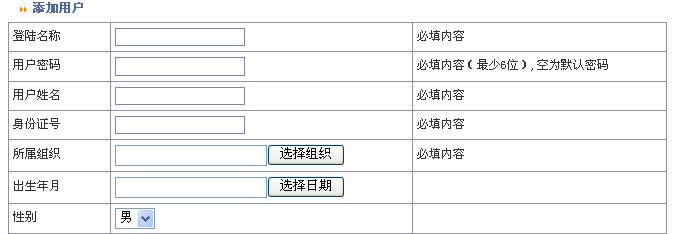 添加用户
登陆名称 必填内容
用户密码 必填内容（最少6位），空为默认密码
用户姓名 必填内容
身份证号 必填内容
所属组织 选择组织 必填内容
出生年月 选择日期
性别 男